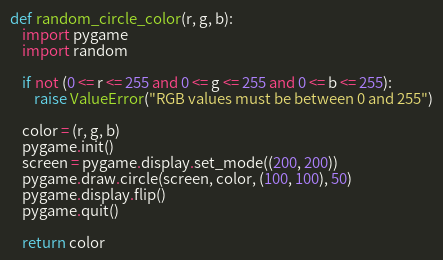 def random_circle_color(r, g, b):
    import pygame
    import random

    if not (0 <= r <= 255 and 0 <= g <= 255 and 0 <= b <= 255):
        raise ValueError("RGB values must be between 0 and 255")

    color = (r, g, b)
    pygame.init()
    screen = pygame.display.set_mode((200, 200))
    pygame.draw.circle(screen, color, (100, 100), 50)
    pygame.display.flip()
    pygame.quit()

    return color